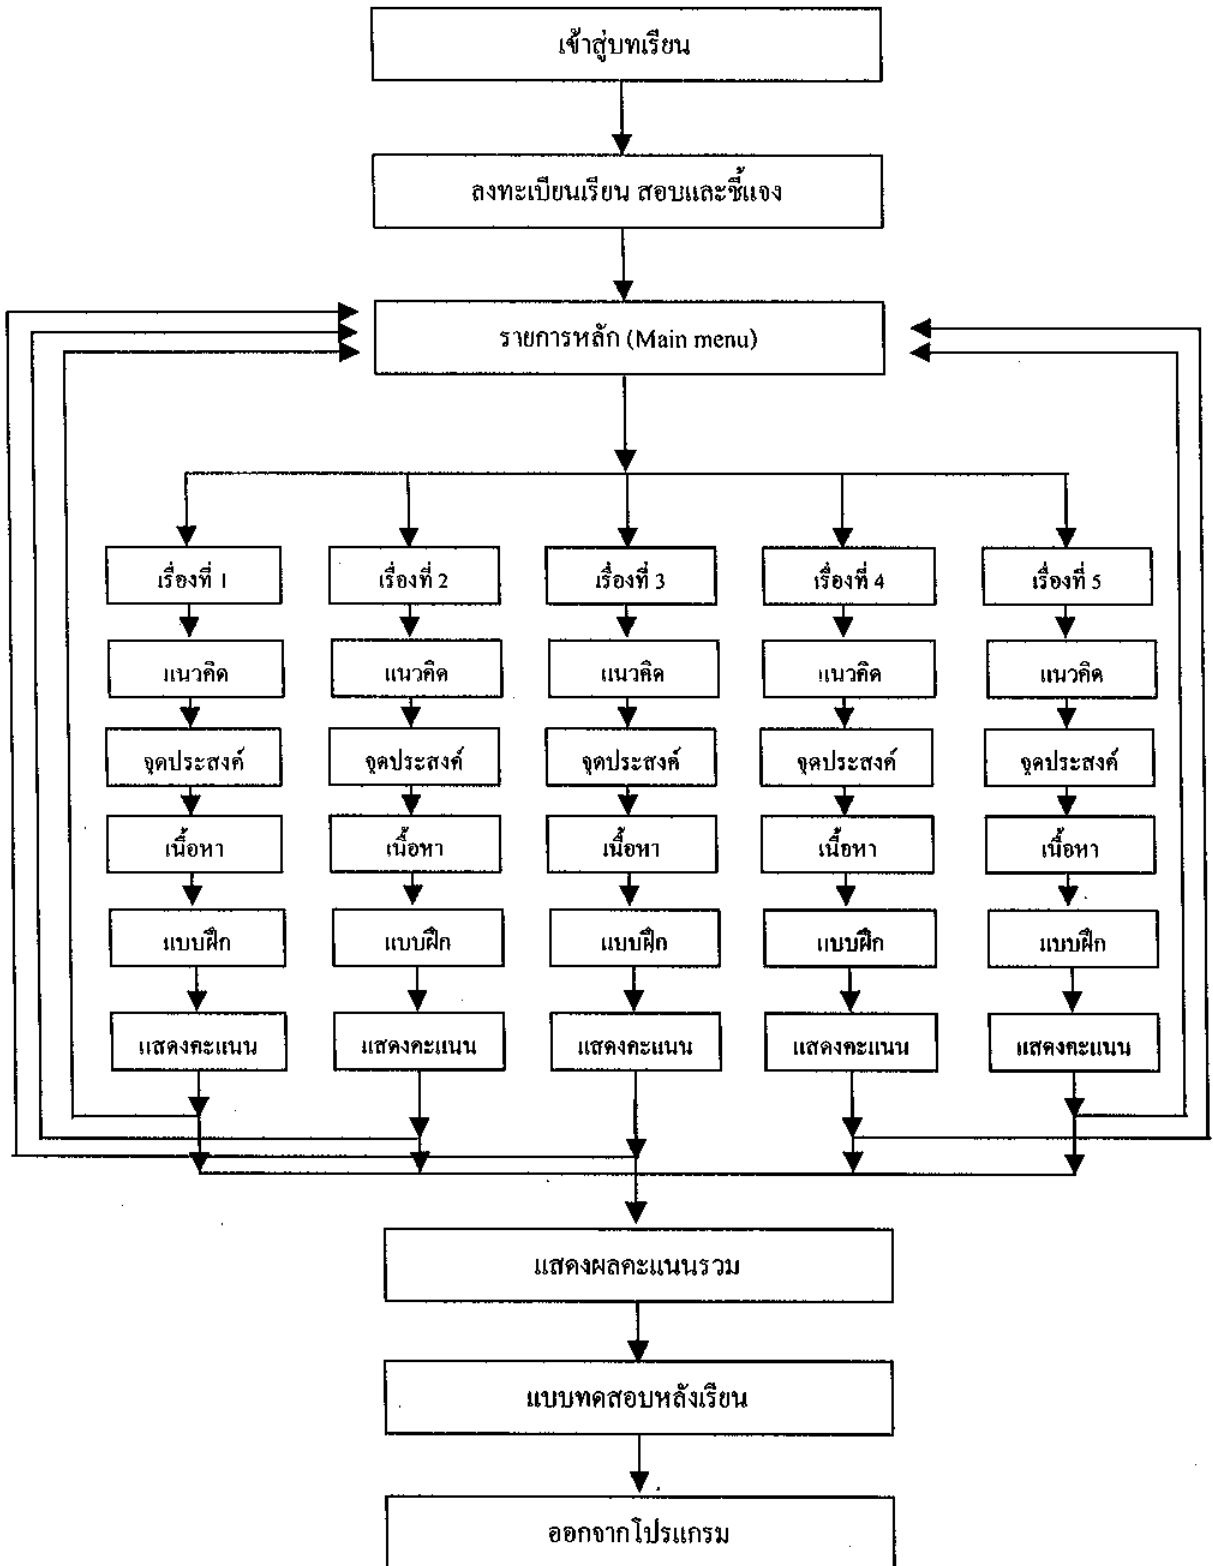 เข้าสู่บทเรียน
ลงทะเบียนเรียน สอบและชี้แจง
รายการหลัก (Main menu)
เรื่องที่ 1 เรื่องที่ 2 เรื่องที่ 3 เรื่องที่ 4 เรื่องที่ 5
แนวคิด แนวคิด แนวคิด แนวคิด แนวคิด
จุดประสงค์ จุดประสงค์ จุดประสงค์ จุดประสงค์ จุดประสงค์
เนื้อหา เนื้อหา เนื้อหา เนื้อหา เนื้อหา
แบบฝึก แบบฝึก แบบฝึก แบบฝึก แบบฝึก
แสดงคะแนน แสดงคะแนน แสดงคะแนน แสดงคะแนน แสดงคะแนน
แสดงผลคะแนนรวม
แบบทดสอบหลังเรียน
ออกจากโปรแกรม